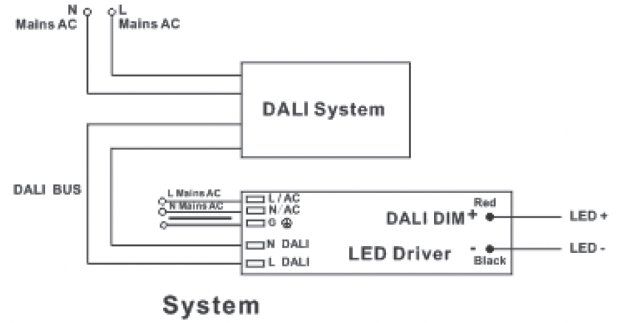 N
L
Mains AC
Mains AC
DALI System
DALI BUS
L Mains AC
N Mains AC
L/AC
N/AC
G
N DALI
L DALI
DALI DIM
LED Driver
Red
+
-
Black
LED +
LED -
System